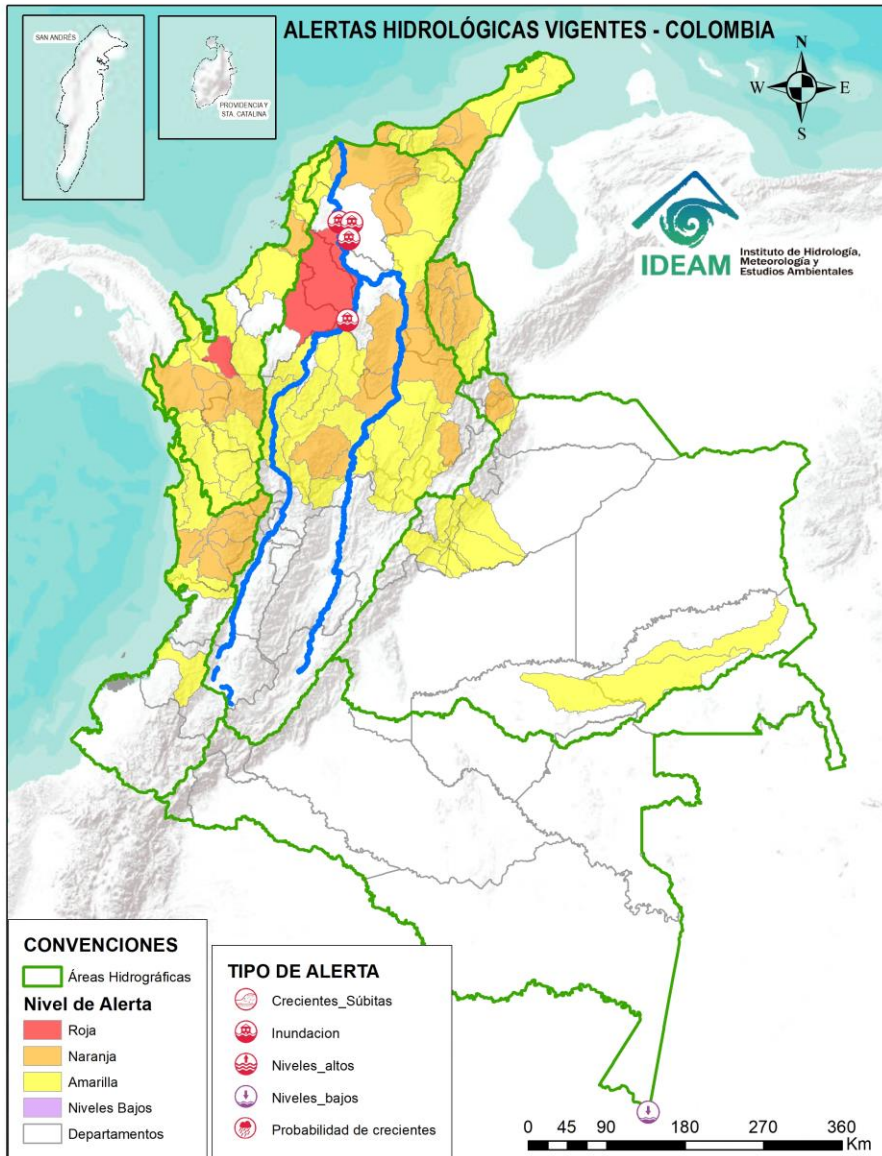 ALERTAS HIDROLÓGICAS VIGENTES - COLOMBIA
SAN ANDRÉS
PROVIDENCIA Y
STA. CATALINA
N
W
E
S
IDEAM
Instituto de Hidrología,
Meteorología y
Estudios Ambientales
CONVENCIONES
Áreas Hidrográficas
Nivel de Alerta
Roja
Naranja
Amarilla
Niveles Bajos
Departamentos
TIPO DE ALERTA
Crecientes_Súbitas
Inundacion
Niveles_altos
Niveles_bajos
Probabilidad de crecientes
0 45 90 180 270 360
Km